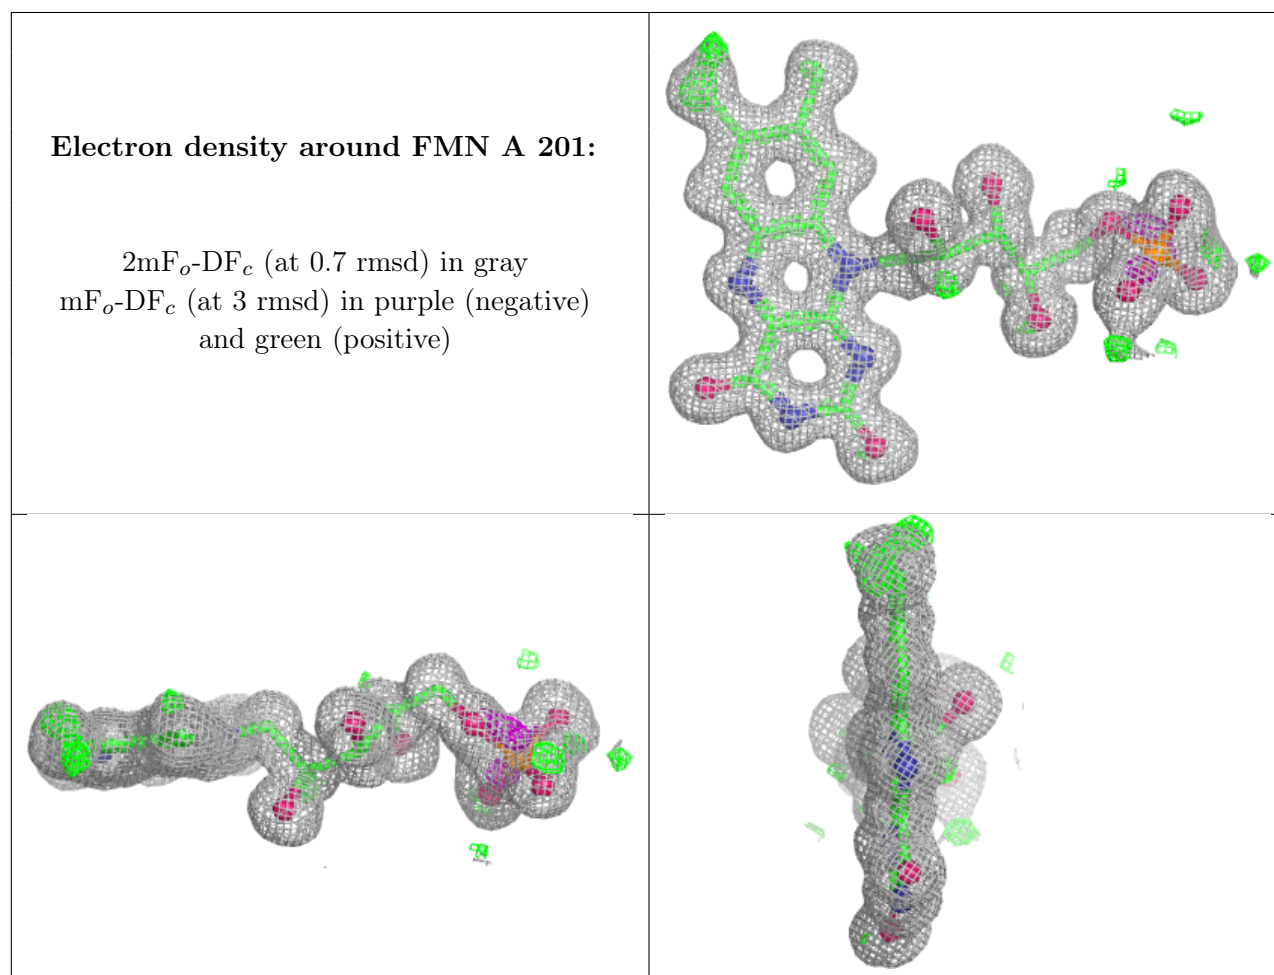 Electron density around FMN A 201:
2mFₒ-DF𝒸 (at 0.7 rmsd) in gray
mFₒ-DF𝒸 (at 3 rmsd) in purple (negative)
and green (positive)